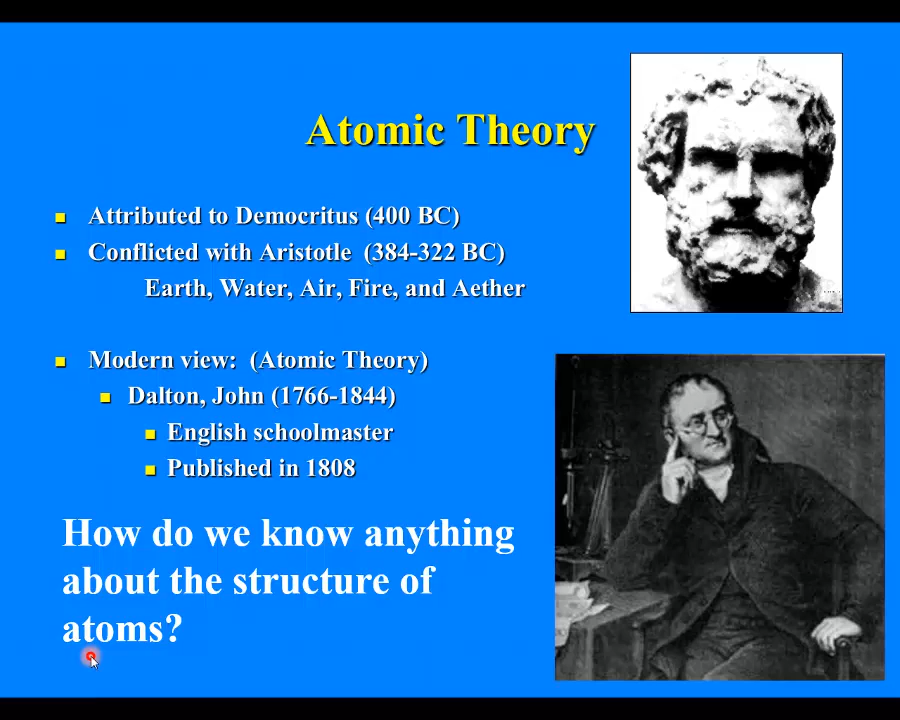 Atomic Theory
Attributed to Democritus (400 BC)
Conflicted with Aristotle (384-322 BC)
Earth, Water, Air, Fire, and Aether
Modern view: (Atomic Theory)
Dalton, John (1766-1844)
English schoolmaster
Published in 1808
How do we know anything
about the structure of
atoms?